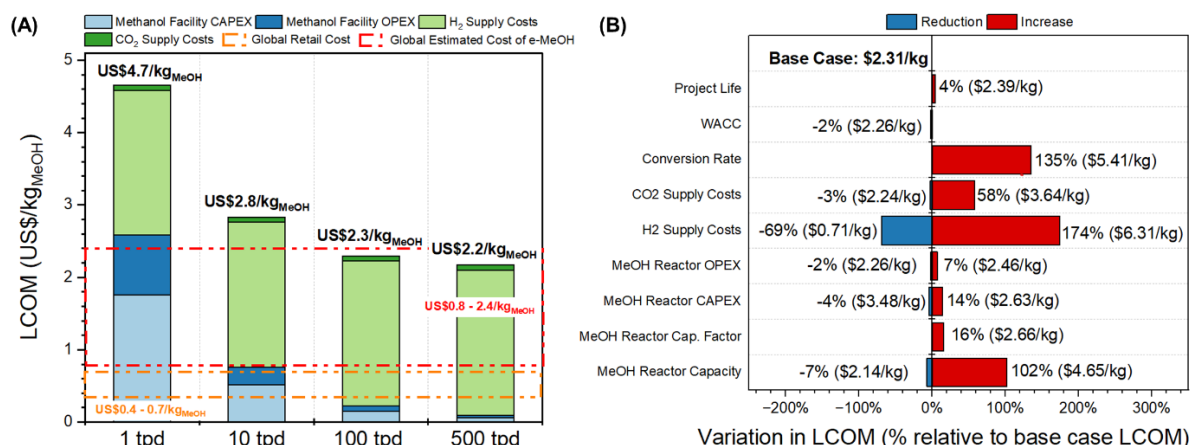 (A)
Methanol Facility CAPEX Methanol Facility OPEX H₂ Supply Costs
CO₂ Supply Costs Global Retail Cost Global Estimated Cost of e-MeOH
LCOM (US$/kg_MeOH)
5
4
3
2
1
0
US$4.7/kg_MeOH
US$2.8/kg_MeOH
US$2.3/kg_MeOH
US$2.2/kg_MeOH
US$0.8 - 2.4/kg_MeOH
US$0.4 - 0.7/kg_MeOH
1 tpd 10 tpd 100 tpd 500 tpd
(B)
Reduction Increase
Base Case: $2.31/kg
Project Life 4% ($2.39/kg)
WACC -2% ($2.26/kg)
Conversion Rate 135% ($5.41/kg)
CO2 Supply Costs -3% ($2.24/kg) 58% ($3.64/kg)
H2 Supply Costs -69% ($0.71/kg) 174% ($6.31/kg)
MeOH Reactor OPEX -2% ($2.26/kg) 7% ($2.46/kg)
MeOH Reactor CAPEX -4% ($3.48/kg) 14% ($2.63/kg)
MeOH Reactor Cap. Factor 16% ($2.66/kg)
MeOH Reactor Capacity -7% ($2.14/kg) 102% ($4.65/kg)
-200% -100% 0% 100% 200% 300%
Variation in LCOM (% relative to base case LCOM)